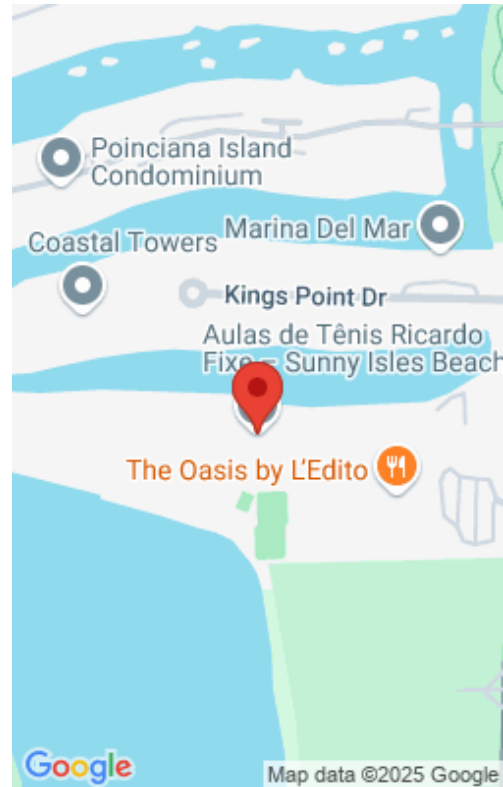 Poinciana Island
Condominium
Marina Del Mar
Coastal Towers
Kings Point Dr
Aulas de Tênis Ricardo
Fixe – Sunny Isles Beach
The Oasis by L'Edito
Google
Map data ©2025 Google